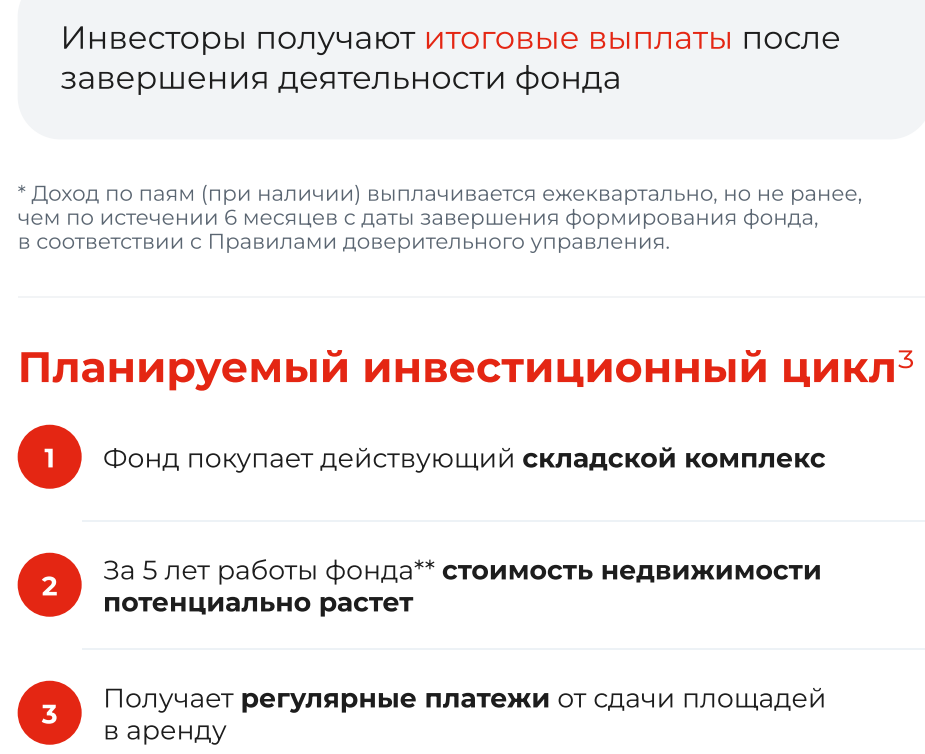 Инвесторы получают итоговые выплаты после
завершения деятельности фонда
* Доход по паям (при наличии) выплачивается ежеквартально, но не ранее,
чем по истечении 6 месяцев с даты завершения формирования фонда,
в соответствии с Правилами доверительного управления.
Планируемый инвестиционный цикл³
1 Фонд покупает действующий складской комплекс
2 За 5 лет работы фонда** стоимость недвижимости
потенциально растет
3 Получает регулярные платежи от сдачи площадей
в аренду